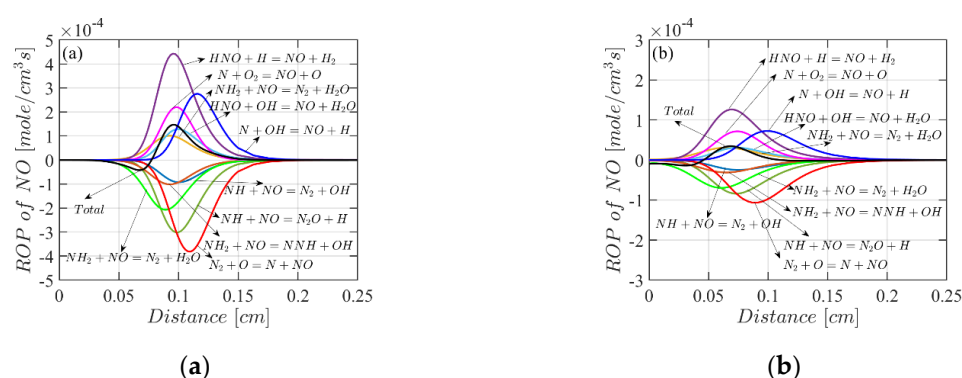 ×10⁻⁴
(a)
ROP of NO [mole/cm³s]
5
4
3
2
1
0
-1
-2
-3
-4
-5
HNO + H = NO + H₂
N + O₂ = NO + O
NH₂ + NO = N₂ + H₂O
HNO + OH = NO + H₂O
N + OH = NO + H
NH + NO = N₂ + OH
Total
NH + NO = N₂O + H
NH₂ + NO = NNH + OH
NH₂ + NO = N₂ + H₂O
N₂ + O = N + NO
0 0.05 0.1 0.15 0.2 0.25
Distance [cm]
(a)
×10⁻⁴
(b)
ROP of NO [mole/cm³s]
3
2
1
0
-1
-2
-3
-4
HNO + H = NO + H₂
N + O₂ = NO + O
N + OH = NO + H
Total
HNO + OH = NO + H₂O
NH₂ + NO = N₂ + H₂O
NH₂ + NO = N₂ + H₂O
NH₂ + NO = NNH + OH
NH + NO = N₂ + OH
NH + NO = N₂O + H
N₂ + O = N + NO
0 0.05 0.1 0.15 0.2 0.25
Distance [cm]
(b)